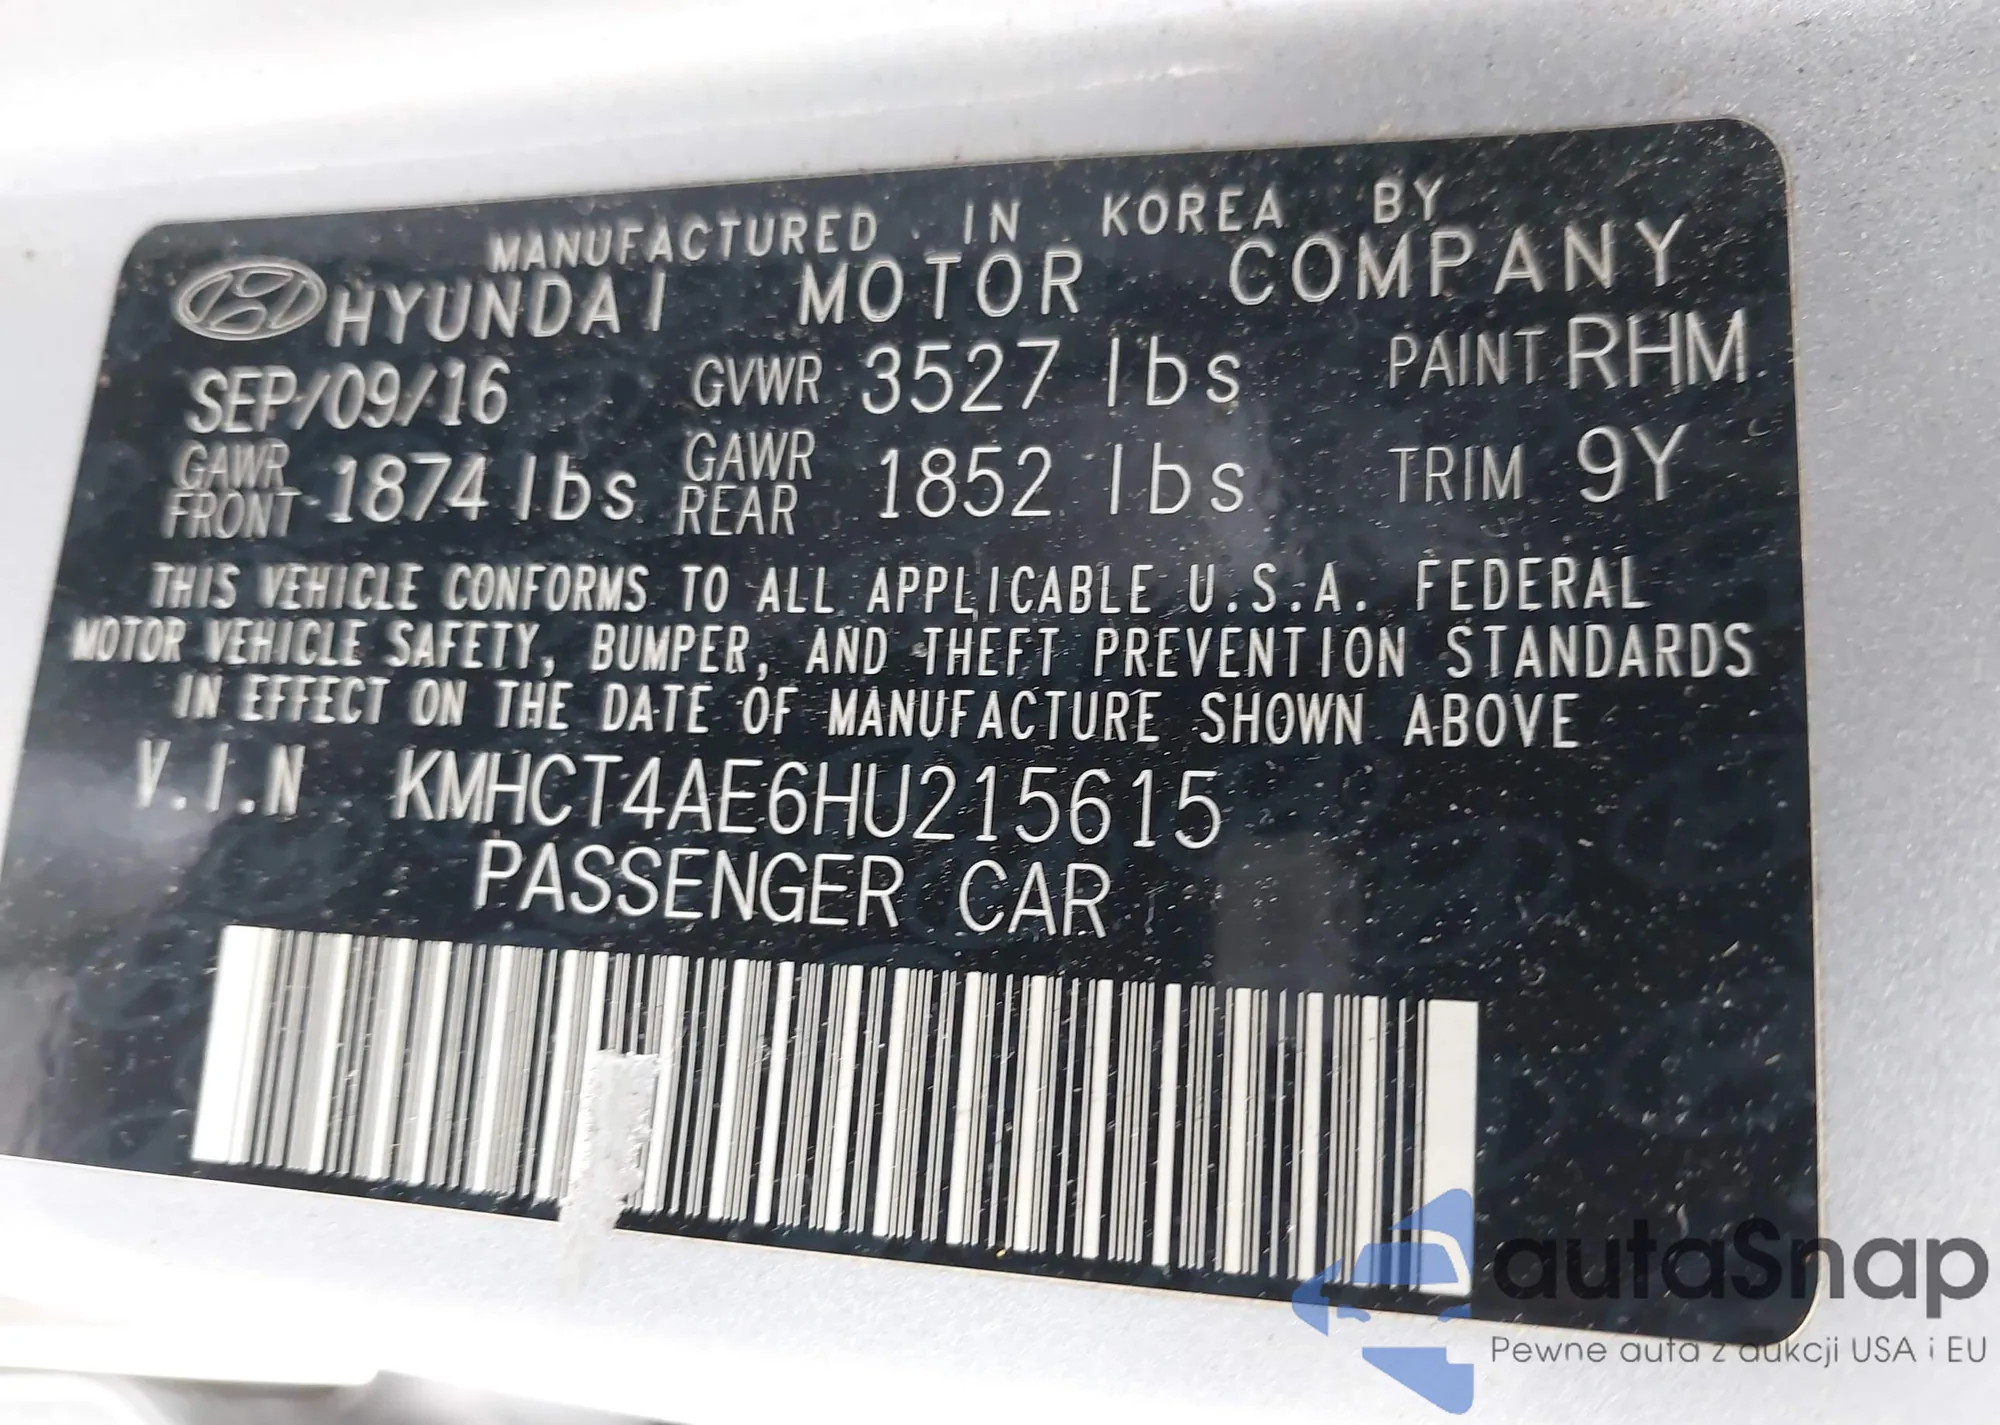 MANUFACTURED IN KOREA BY
HYUNDAI MOTOR COMPANY
SEP/09/16 GVWR 3527 lbs PAINT RHM
GAWR FRONT 1874 lbs GAWR REAR 1852 lbs TRIM 9Y
THIS VEHICLE CONFORMS TO ALL APPLICABLE U.S.A. FEDERAL
MOTOR VEHICLE SAFETY, BUMPER, AND THEFT PREVENTION STANDARDS
IN EFFECT ON THE DATE OF MANUFACTURE SHOWN ABOVE
V.I.N KMHCT4AE6HU215615
PASSENGER CAR
autaSnap
Pewne auta z aukcji USA i EU